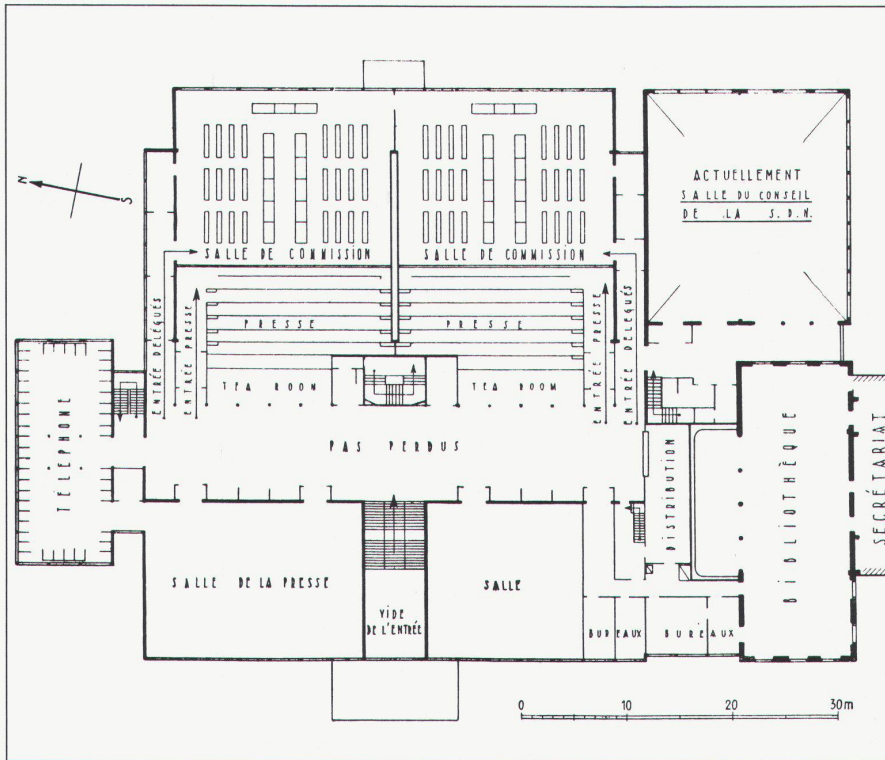 N
S
SALLE DE COMMISSION
SALLE DE COMMISSION
ACTUELLEMENT
SALLE DU CONSEIL
DE LA S.D.N.
ENTRÉE DÉLÉGUÉS
ENTRÉE PRESSE
PRESSE
PRESSE
ENTRÉE PRESSE
ENTRÉE DÉLÉGUÉS
TEA ROOM
TEA ROOM
TÉLÉPHONE
PAS PERDUS
DISTRIBUTION
BIBLIOTHÈQUE
SECRÉTARIAT
SALLE DE LA PRESSE
VIDE
DE L'ENTRÉE
SALLE
BUREAUX
BUREAUX
0 10 20 30m